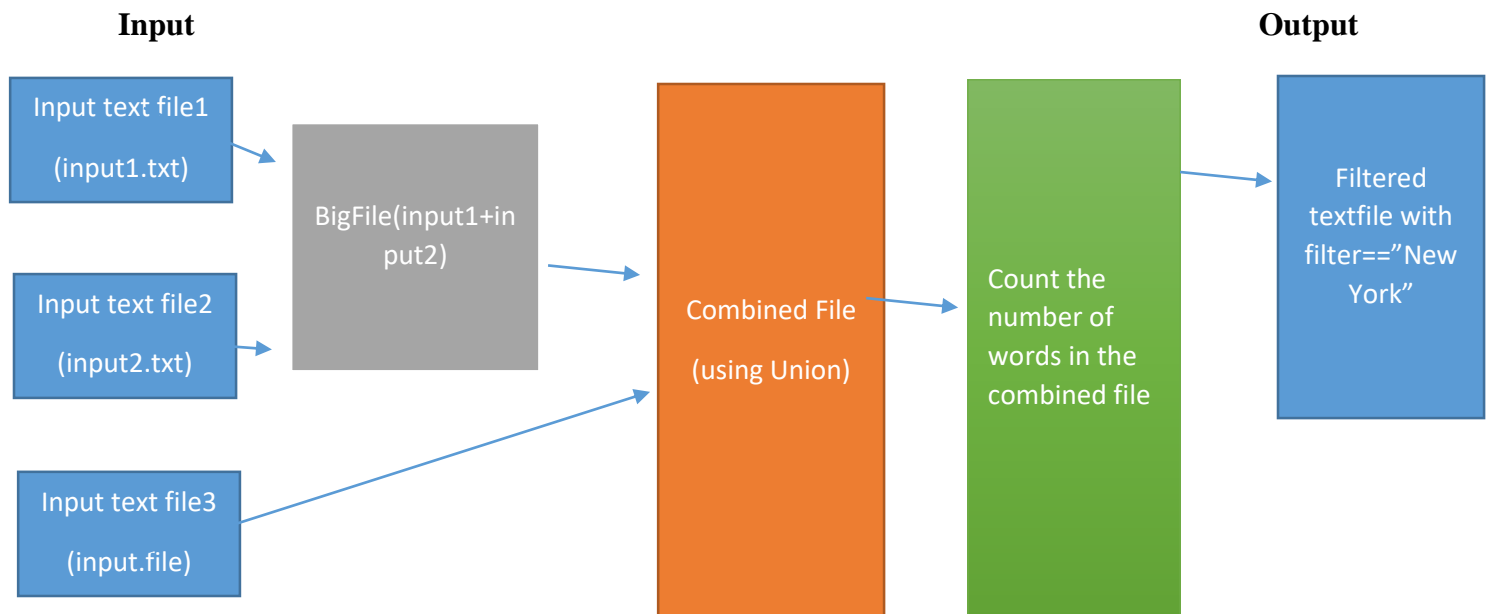 Input
Output
Input text file1
(input1.txt)
Input text file2
(input2.txt)
Input text file3
(input.file)
BigFile(input1+in
put2)
Combined File
(using Union)
Count the
number of
words in the
combined file
Filtered
textfile with
filter==”New
York”